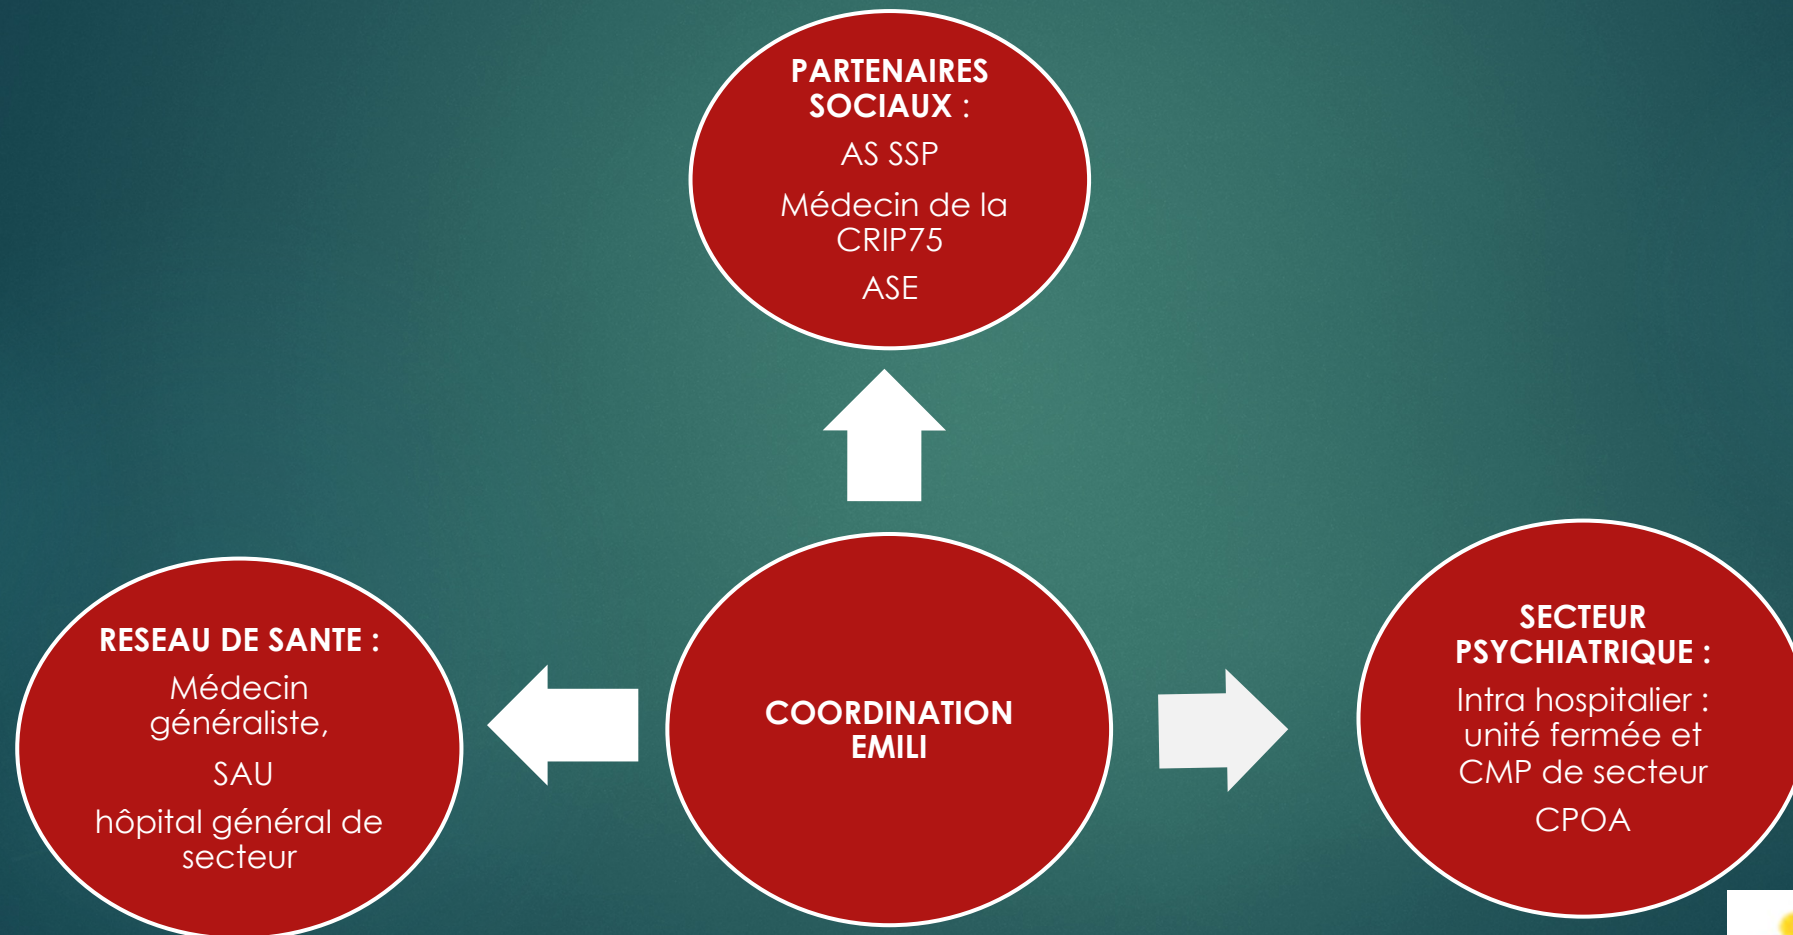 PARTENAIRES
SOCIAUX :
AS SSP
Médecin de la
CRIP75
ASE
RESEAU DE SANTE :
Médecin
généraliste,
SAU
hôpital général de
secteur
COORDINATION
EMILI
SECTEUR
PSYCHIATRIQUE :
Intra hospitalier :
unité fermée et
CMP de secteur
CPOA